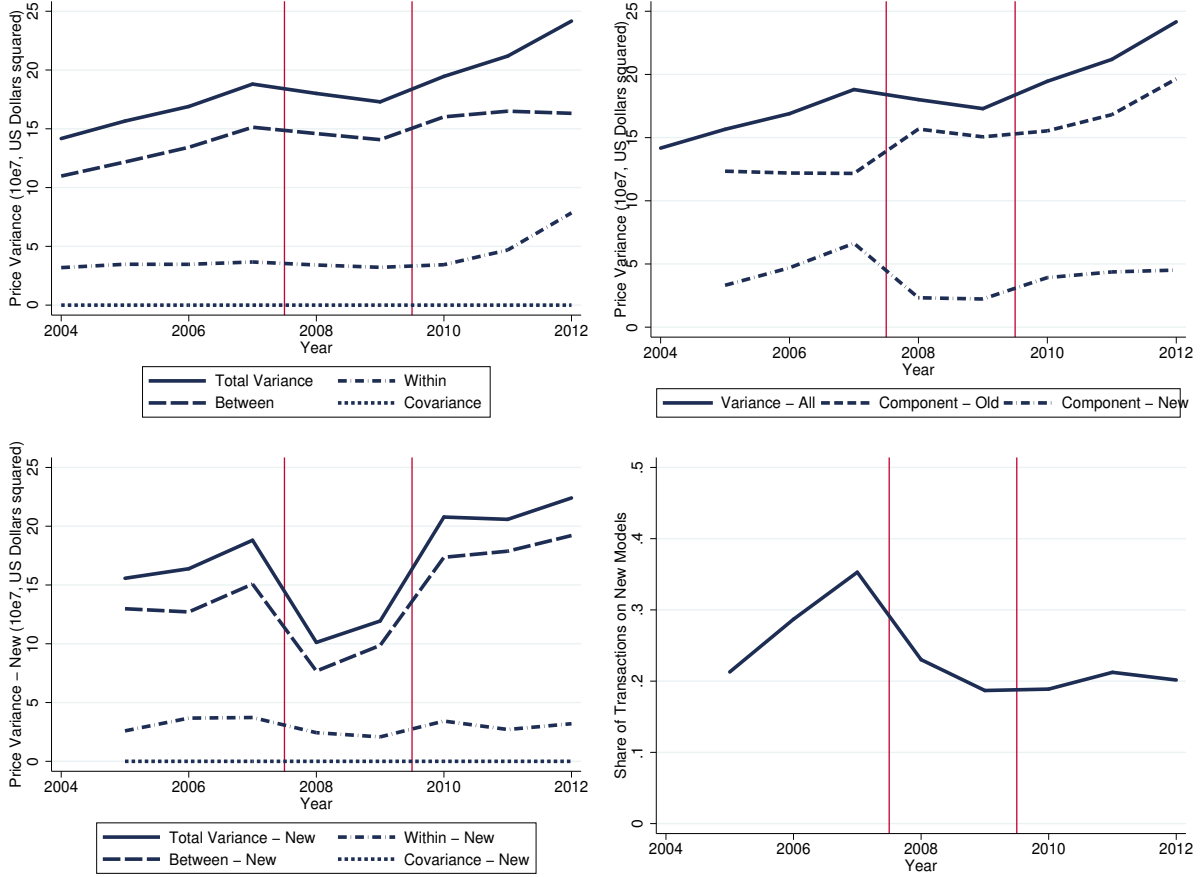 Price Variance (10e7, US Dollars squared)
25
20
15
10
5
0
2004 2006 2008 2010 2012
Year
Total Variance Within
Between Covariance
Price Variance (10e7, US Dollars squared)
25
20
15
10
5
0
2004 2006 2008 2010 2012
Year
Variance – All Component – Old Component – New
Price Variance – New (10e7, US Dollars squared)
25
20
15
10
5
0
2004 2006 2008 2010 2012
Year
Total Variance – New Within – New
Between – New Covariance – New
Share of Transactions on New Models
.5
.4
.3
.2
.1
0
2004 2006 2008 2010 2012
Year